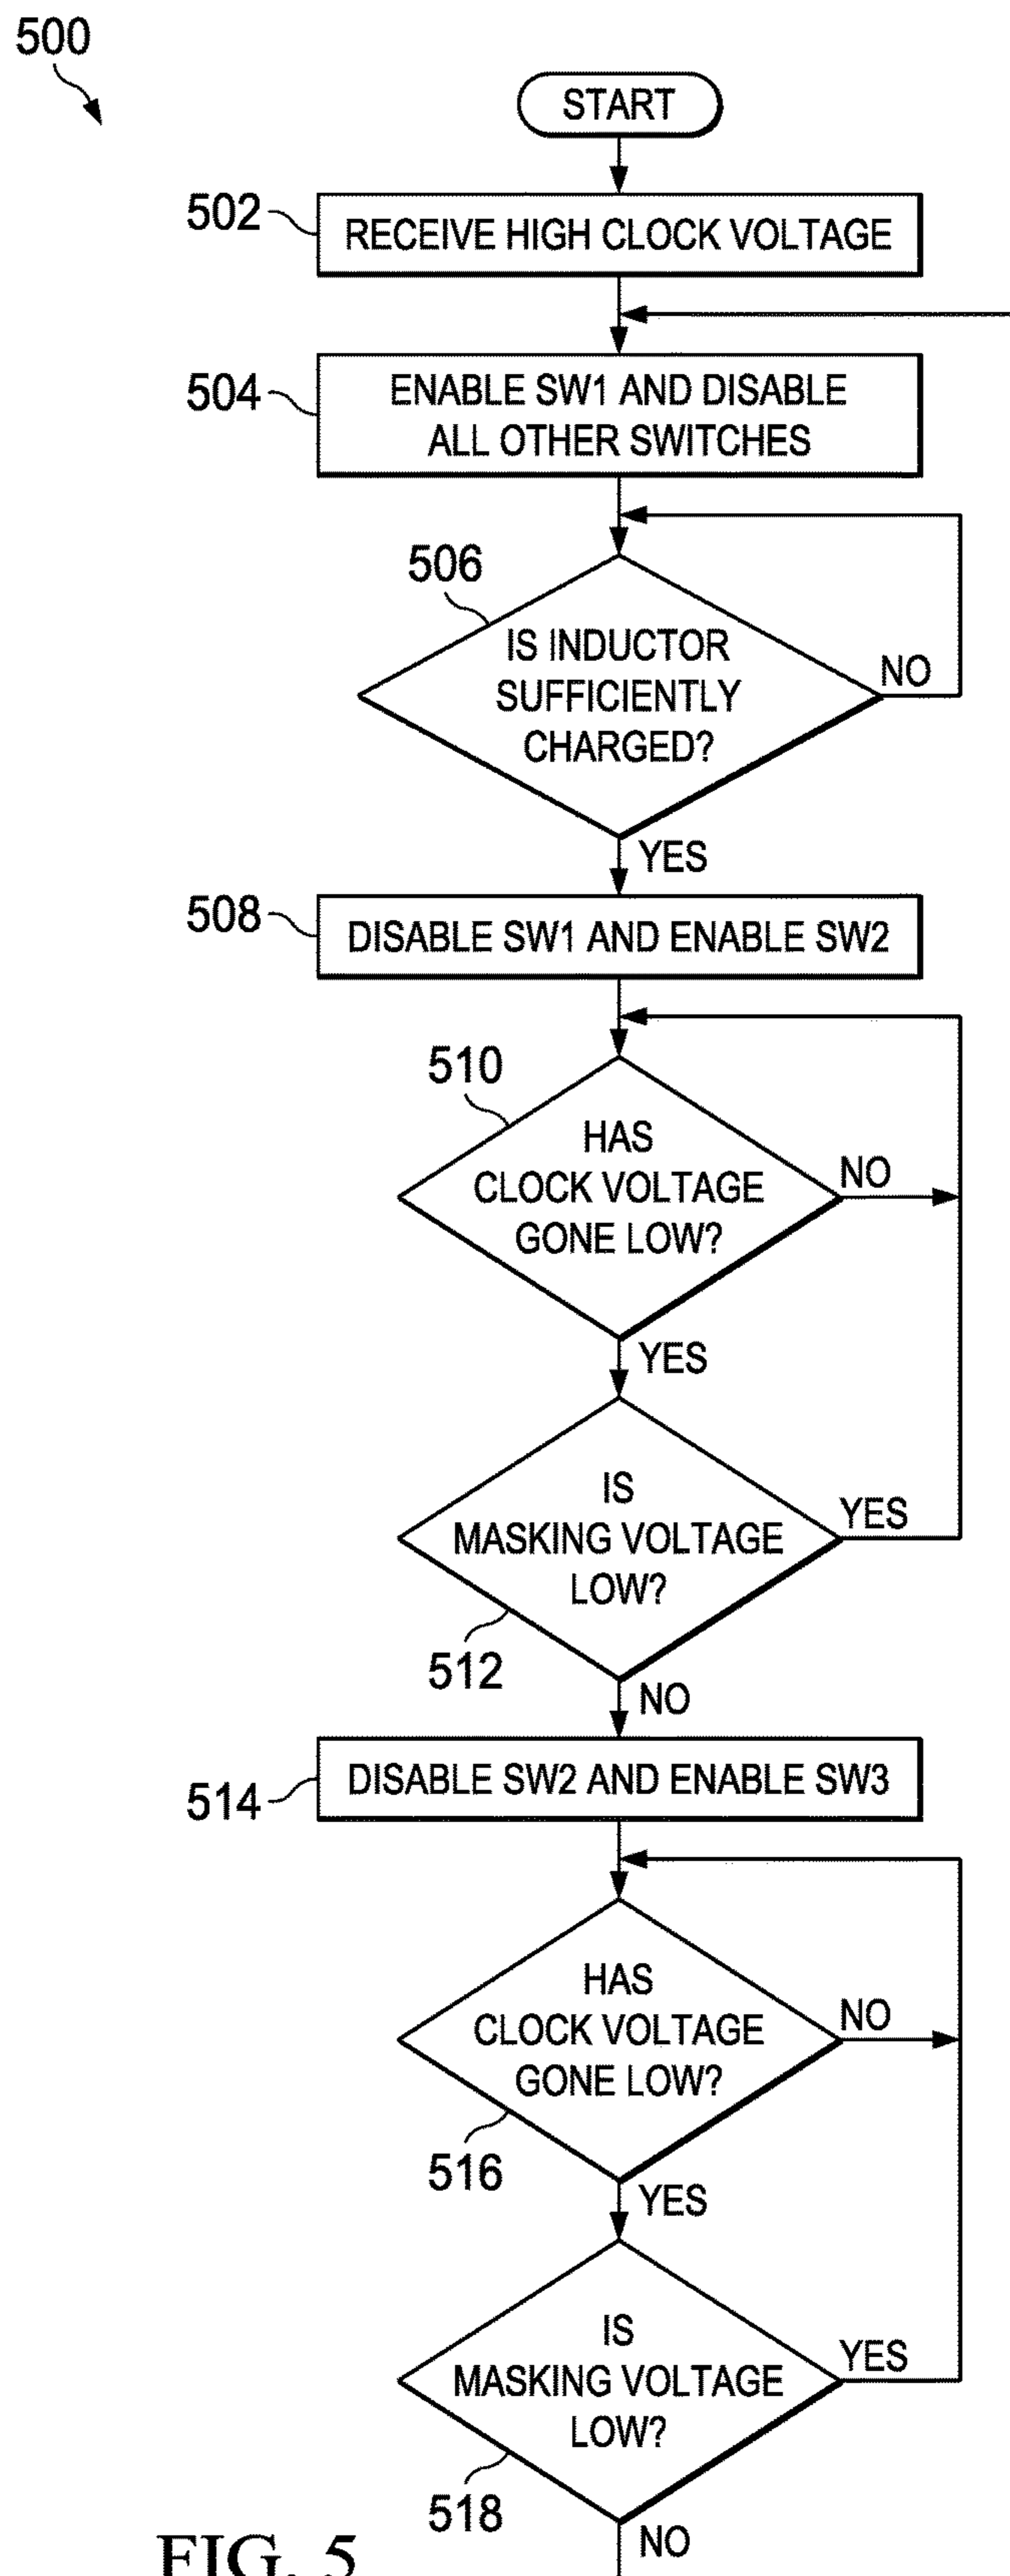 500
START
502
RECEIVE HIGH CLOCK VOLTAGE
504
ENABLE SW1 AND DISABLE
ALL OTHER SWITCHES
506
IS INDUCTOR
SUFFICIENTLY
CHARGED?
NO
YES
508
DISABLE SW1 AND ENABLE SW2
510
HAS
CLOCK VOLTAGE
GONE LOW?
NO
YES
IS
MASKING VOLTAGE
LOW?
YES
512
NO
514
DISABLE SW2 AND ENABLE SW3
HAS
CLOCK VOLTAGE
GONE LOW?
NO
516
YES
IS
MASKING VOLTAGE
LOW?
YES
518
NO
FIG. 5